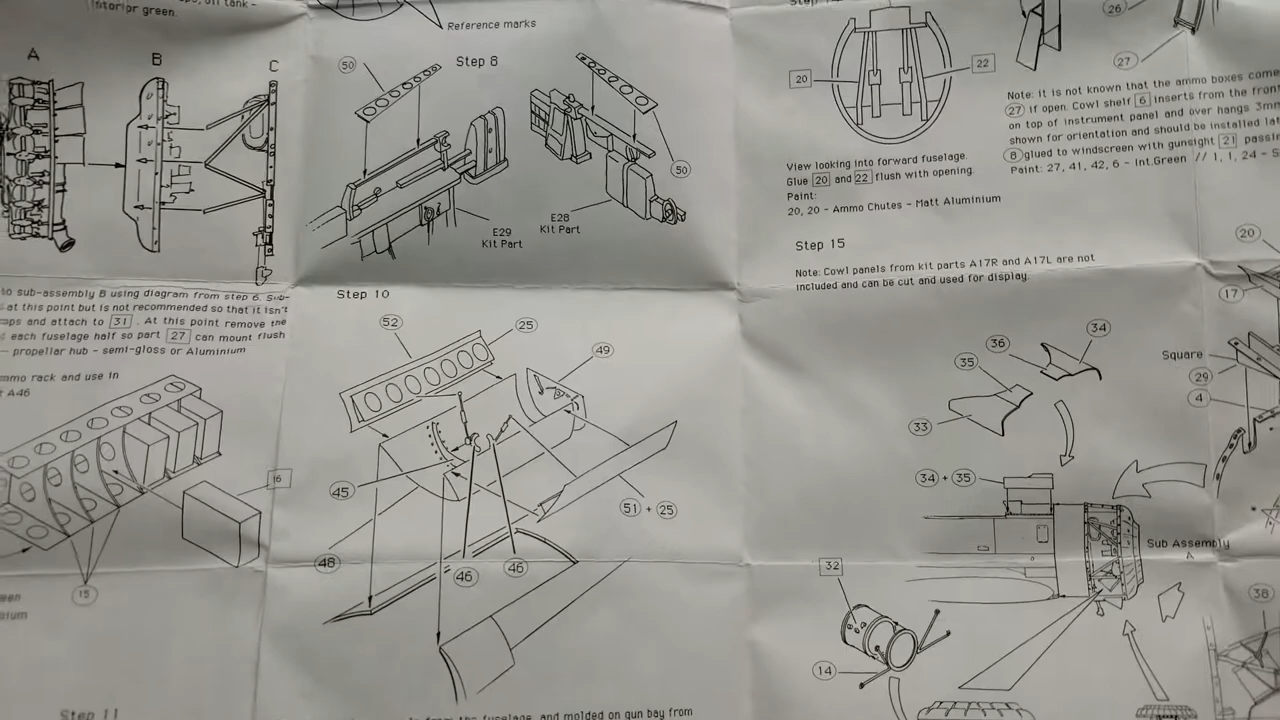 interior green.
A
B
C
to sub-assembly B using diagram from step 6. Sub-
at this point but is not recommended so that it isn't
and attach to 31 . At this point remove the
each fuselage half so part 27 can mount flush
— propellar hub - semi-gloss or Aluminium
ammo rack and use in
A46
16
15
Step 11
Reference marks
50
Step 8
50
E29
Kit Part
E28
Kit Part
Step 10
52
25
49
45
51 + 25
48
46
46
from the fuselage, and molded on gun bay from
20
22
View looking into forward fuselage.
Glue 20 and 22 flush with opening.
Paint:
20, 20 - Ammo Chutes - Matt Aluminium
26
27
Note: it is not known that the ammo boxes come
27 if open. Cowl shelf 6 inserts from the front
on top of instrument panel and over hangs 3mm
shown for orientation and should be installed
8 glued to windscreen with gunsight 21
Paint: 27, 41, 42, 6 - Int.Green // 1, 1, 24 - S
Step 15
Note: Cowl panels from kit parts A17R and A17L are not
included and can be cut and used for display.
34
36
35
33
34 + 35
32
14
Sub Assembly
A
20
17
Square
29
4
38